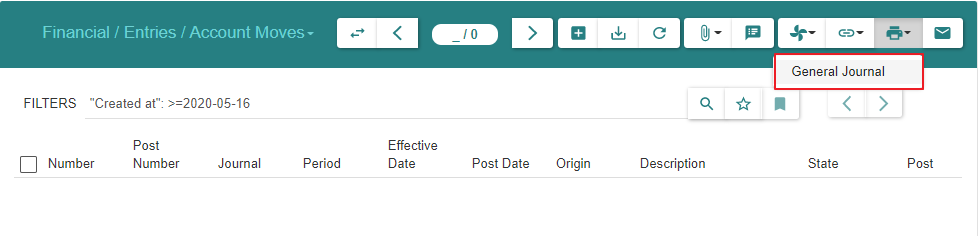 Financial / Entries / Account Moves
_ / 0
General Journal
FILTERS "Created at": >=2020-05-16
Number Post Number Journal Period Effective Date Post Date Origin Description State Post